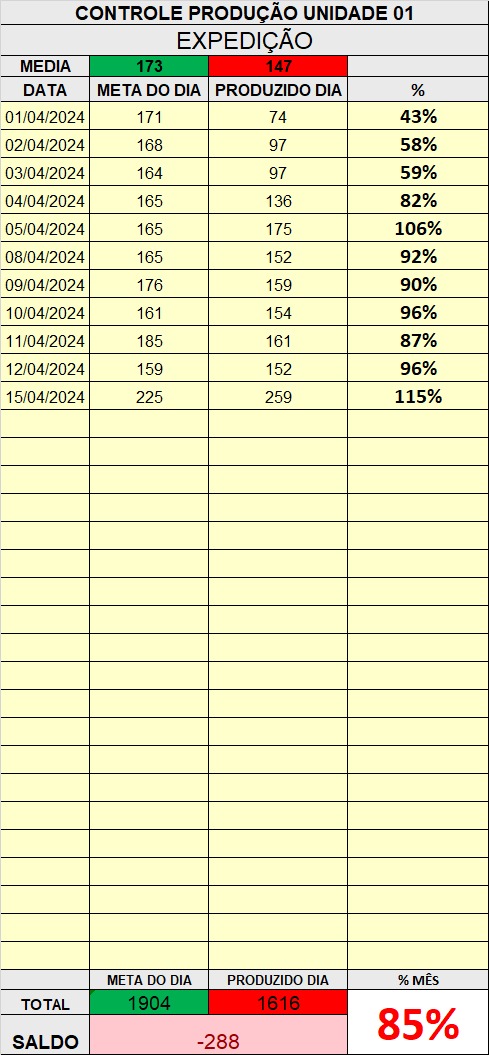 CONTROLE PRODUÇÃO UNIDADE 01
EXPEDIÇÃO
MEDIA 173 147
DATA META DO DIA PRODUZIDO DIA %
01/04/2024 171 74 43%
02/04/2024 168 97 58%
03/04/2024 164 97 59%
04/04/2024 165 136 82%
05/04/2024 165 175 106%
08/04/2024 165 152 92%
09/04/2024 176 159 90%
10/04/2024 161 154 96%
11/04/2024 185 161 87%
12/04/2024 159 152 96%
15/04/2024 225 259 115%
META DO DIA PRODUZIDO DIA % MÊs
TOTAL 1904 1616 85%
SALDO -288